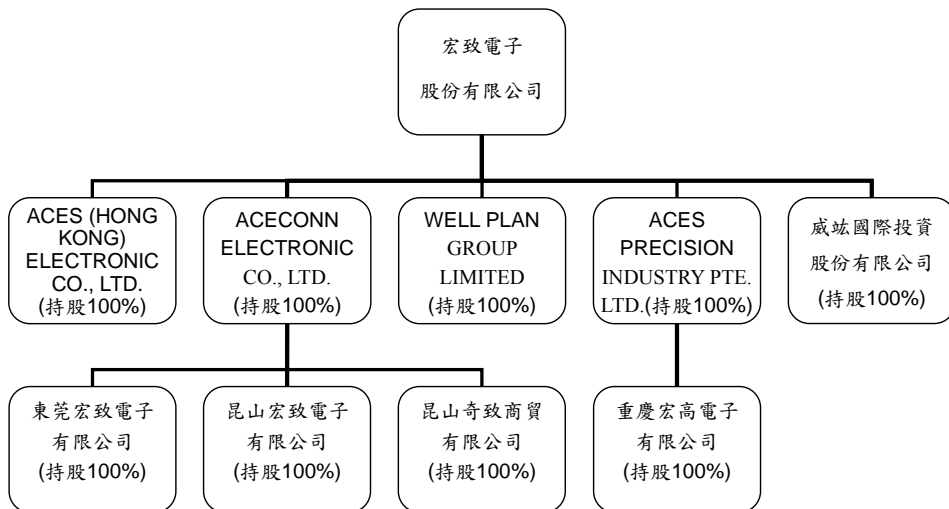 宏致電子
股份有限公司
ACES (HONG
KONG)
ELECTRONIC
CO., LTD.
(持股100%)
ACECONN
ELECTRONIC
CO., LTD.
(持股100%)
WELL PLAN
GROUP
LIMITED
(持股100%)
ACES
PRECISION
INDUSTRY PTE.
LTD.(持股100%)
威竑國際投資
股份有限公司
(持股100%)
東莞宏致電子
有限公司
(持股100%)
昆山宏致電子
有限公司
(持股100%)
昆山奇致商貿
有限公司
(持股100%)
重慶宏高電子
有限公司
(持股100%)